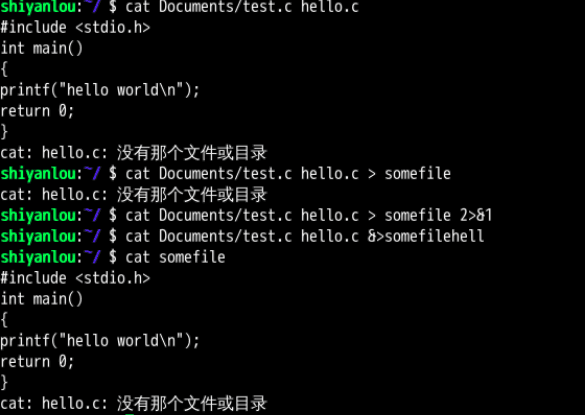 shiyanlou:~/ $ cat Documents/test.c hello.c
#include <stdio.h>
int main()
{
printf("hello world\n");
return 0;
}
cat: hello.c: 没有那个文件或目录
shiyanlou:~/ $ cat Documents/test.c hello.c > somefile
cat: hello.c: 没有那个文件或目录
shiyanlou:~/ $ cat Documents/test.c hello.c > somefile 2>&1
shiyanlou:~/ $ cat Documents/test.c hello.c &>somefilehell
shiyanlou:~/ $ cat somefile
#include <stdio.h>
int main()
{
printf("hello world\n");
return 0;
}
cat: hello.c: 没有那个文件或目录